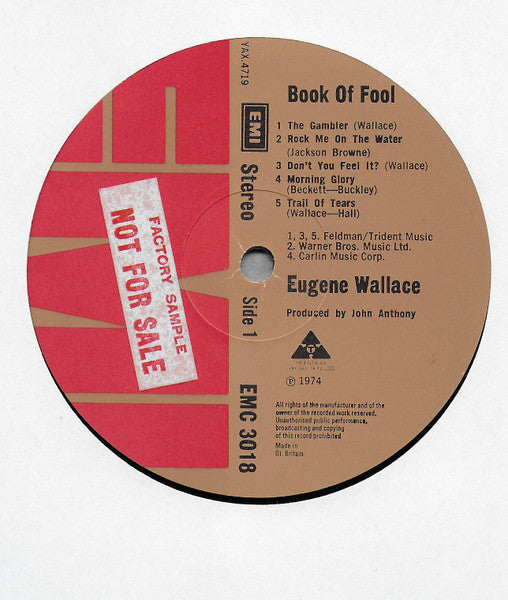 YAX.4719
EMI
Stereo
Side 1
EMC 3018
FACTORY SAMPLE
NOT FOR SALE
Book Of Fool
1 The Gambler (Wallace)
2 Rock Me On The Water
(Jackson Browne)
3 Don't You Feel It? (Wallace)
4 Morning Glory
(Beckett—Buckley)
5 Trail Of Tears
(Wallace—Hall)
1, 3, 5. Feldman/Trident Music
2. Warner Bros. Music Ltd.
4. Carlin Music Corp.
Eugene Wallace
Produced by John Anthony
T
Ⓟ 1974
All rights of the manufacturer and of the
owner of the recorded work reserved.
Unauthorised public performance,
broadcasting and copying
of this record prohibited
Made in
Gt. Britain